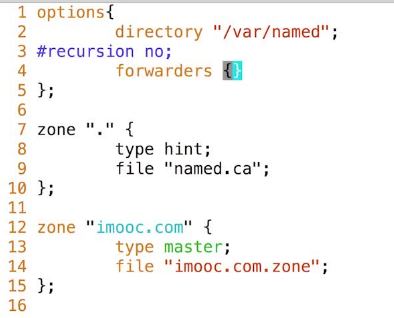 1 options{
2         directory "/var/named";
3 #recursion no;
4         forwarders {}
5 };
6
7 zone "." {
8         type hint;
9         file "named.ca";
10 };
11
12 zone "imooc.com" {
13         type master;
14         file "imooc.com.zone";
15 };
16